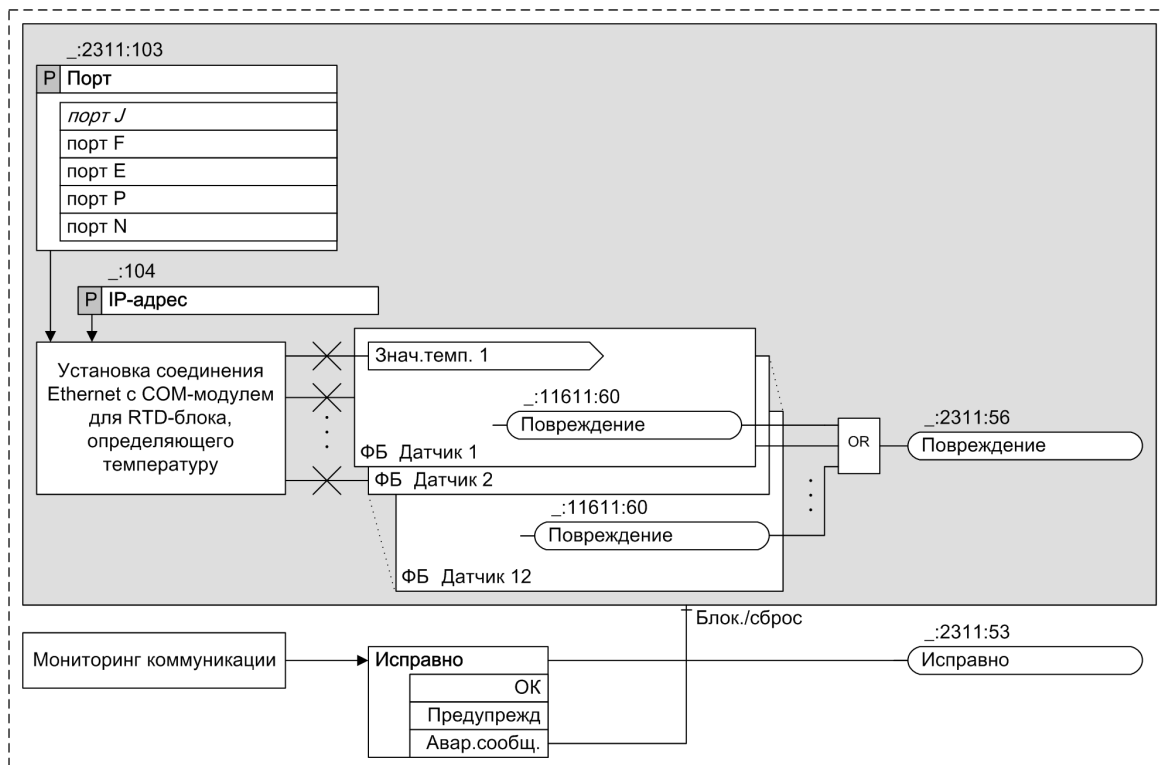 _:2311:103
P Порт
порт J
порт F
порт E
порт P
порт N
_:104
P IP-адрес
Установка соединения
Ethernet с COM-модулем
для RTD-блока,
определяющего
температуру
Знач.темп. 1
_:11611:60
Повреждение
ФБ Датчик 1
ФБ Датчик 2
_:11611:60
Повреждение
ФБ Датчик 12
OR
_:2311:56
Повреждение
Блок./сброс
Мониторинг коммуникации
Исправно
ОК
Предупрежд
Авар.сообщ.
_:2311:53
Исправно